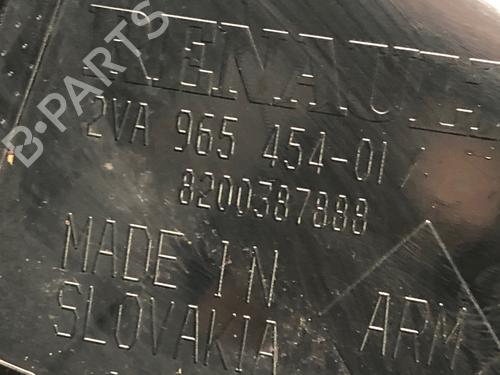 B-PARTS
RENAULT
2VA 965 454-01
8200387888
MADE IN
SLOVAKIA
ARM